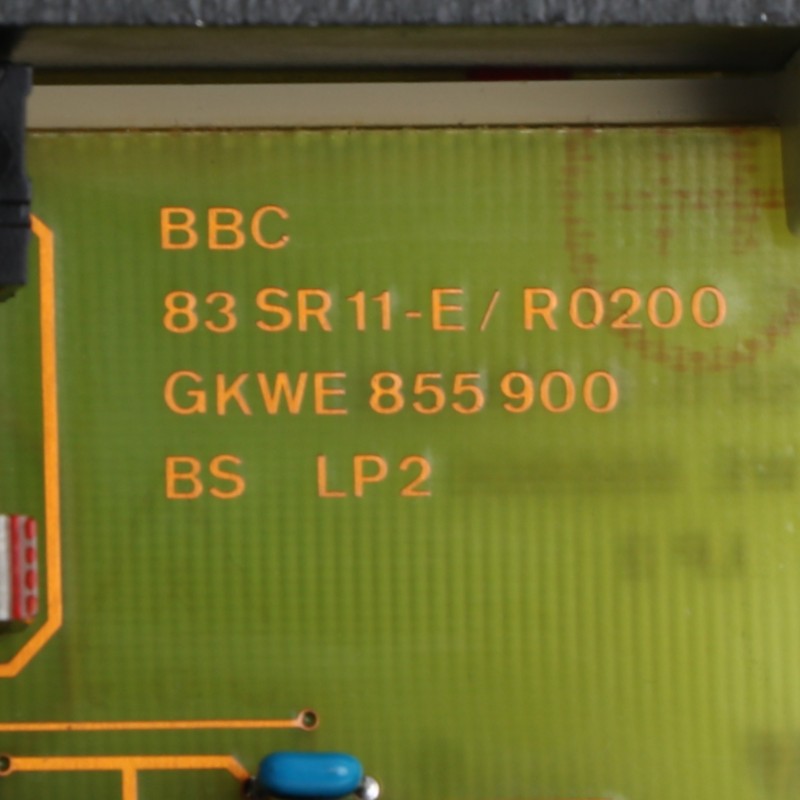 BBC
83 SR 11-E / R0200
GKWE 855 900
BS LP2